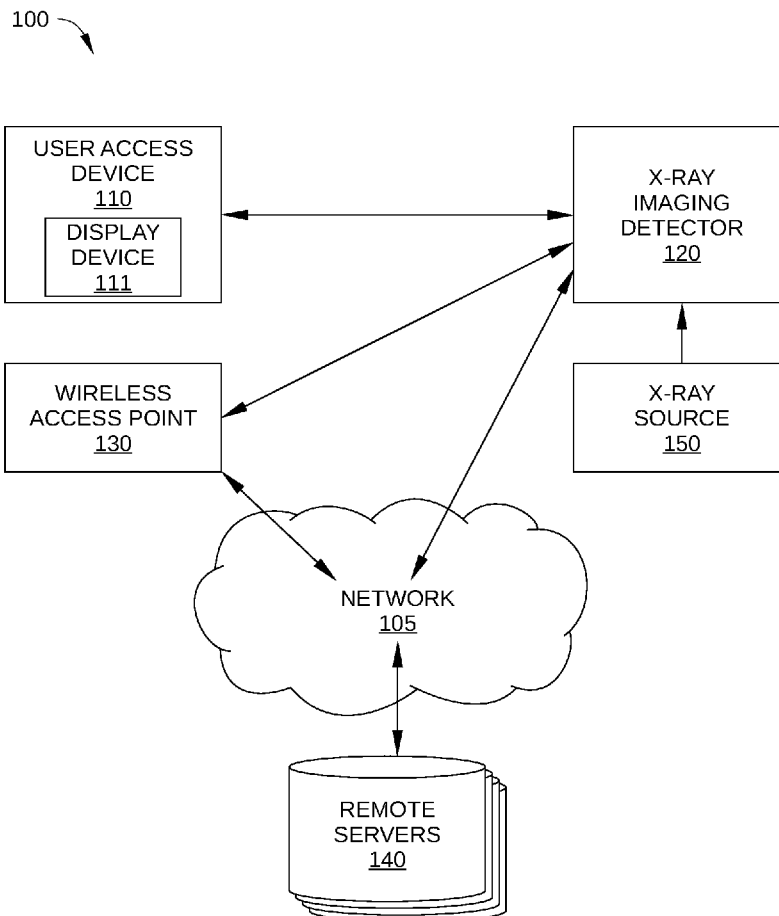 100
USER ACCESS
DEVICE
110
DISPLAY
DEVICE
111
X-RAY
IMAGING
DETECTOR
120
WIRELESS
ACCESS POINT
130
X-RAY
SOURCE
150
NETWORK
105
REMOTE
SERVERS
140